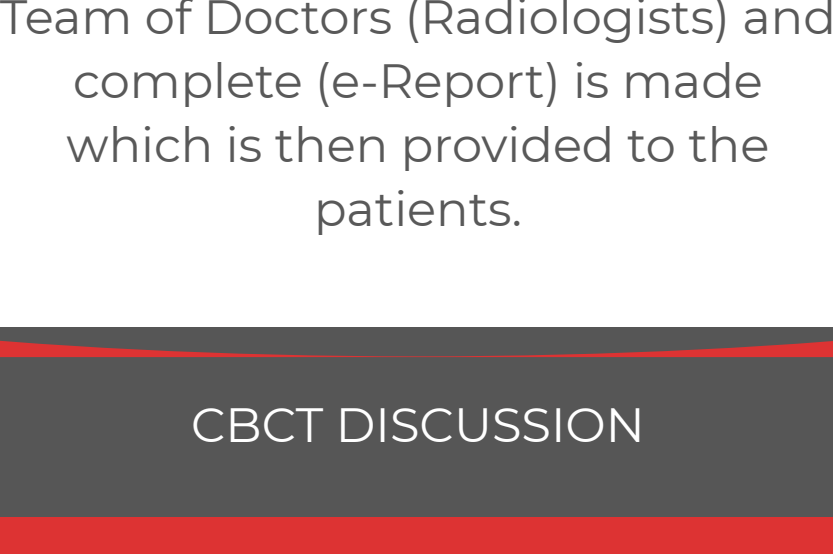 Team of Doctors (Radiologists) and
complete (e-Report) is made
which is then provided to the
patients.
CBCT DISCUSSION